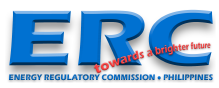 ERC
towards a brighter future
ENERGY REGULATORY COMMISSION • PHILIPPINES